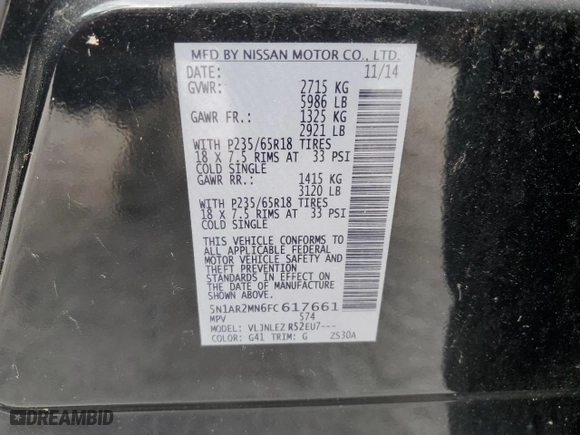 MFD BY NISSAN MOTOR CO., LTD.
DATE: 11/14
GVWR: 2715 KG
5986 LB
GAWR FR.: 1325 KG
2921 LB
WITH P235/65R18 TIRES
18 X 7.5 RIMS AT 33 PSI
COLD SINGLE
GAWR RR.: 1415 KG
3120 LB
WITH P235/65R18 TIRES
18 X 7.5 RIMS AT 33 PSI
COLD SINGLE
THIS VEHICLE CONFORMS TO
ALL APPLICABLE FEDERAL
MOTOR VEHICLE SAFETY AND
THEFT PREVENTION
STANDARDS IN EFFECT ON
THE DATE OF MANUFACTURE
SHOWN ABOVE.
5N1AR2MN6FC617661
MPV 574
MODEL: VLJNLEZ R52EU7---
COLOR: G41 TRIM: G ZS30A
DREAMBID